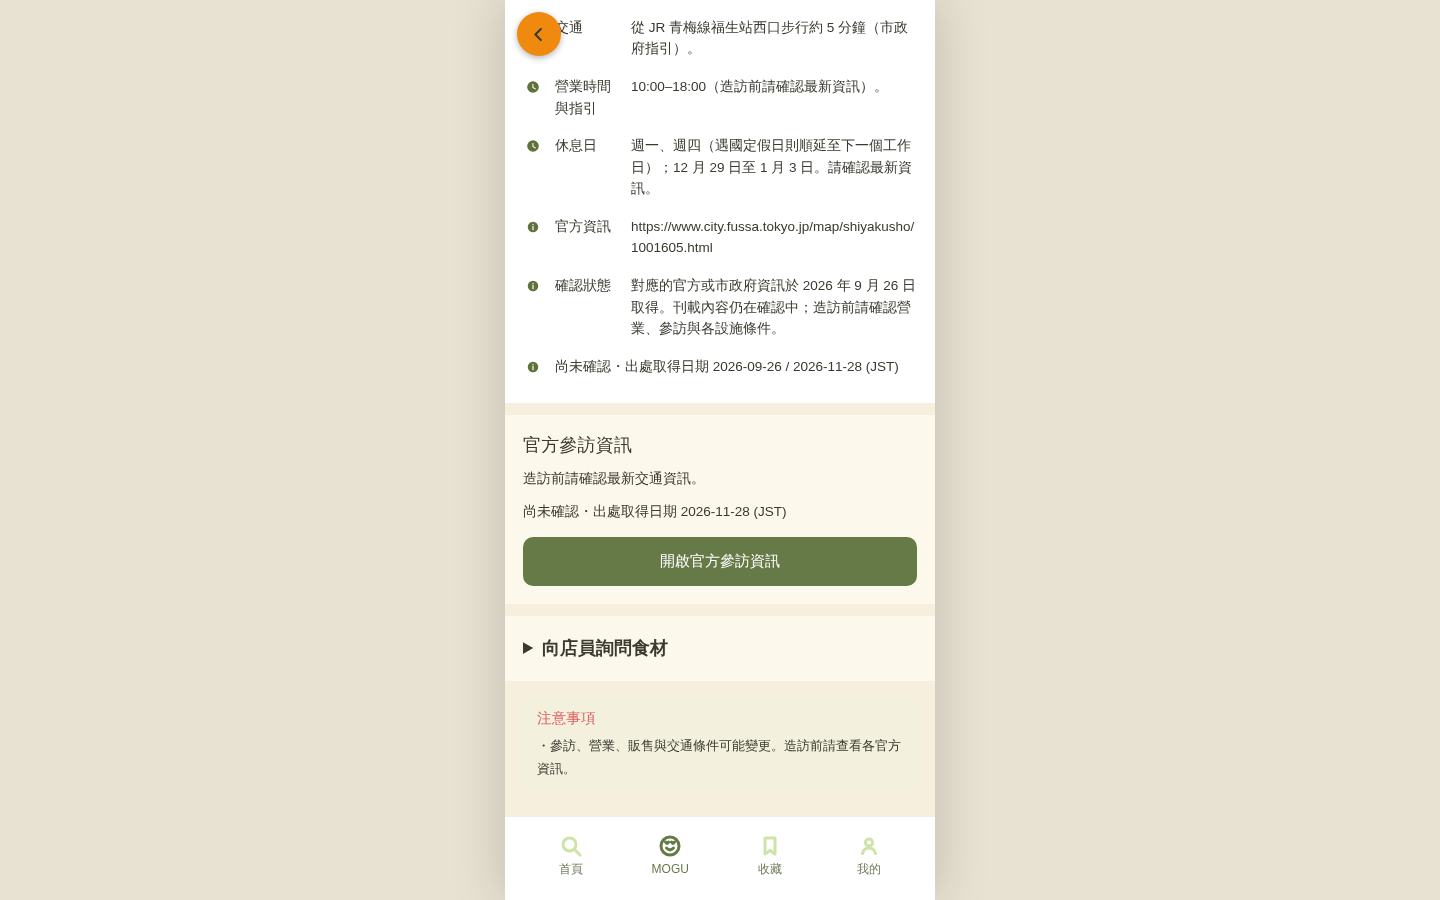 交通
從 JR 青梅線福生站西口步行約 5 分鐘（市政
府指引）。
營業時間
與指引
10:00–18:00（造訪前請確認最新資訊）。
休息日
週一、週四（遇國定假日則順延至下一個工作
日）；12 月 29 日至 1 月 3 日。請確認最新資
訊。
官方資訊
https://www.city.fussa.tokyo.jp/map/shiyakusho/
1001605.html
確認狀態
對應的官方或市政府資訊於 2026 年 9 月 26 日
取得。刊載內容仍在確認中；造訪前請確認營
業、參訪與各設施條件。
尚未確認・出處取得日期 2026-09-26 / 2026-11-28 (JST)
官方參訪資訊
造訪前請確認最新交通資訊。
尚未確認・出處取得日期 2026-11-28 (JST)
開啟官方參訪資訊
向店員詢問食材
注意事項
・參訪、營業、販售與交通條件可能變更。造訪前請查看各官方
資訊。
首頁
MOGU
收藏
我的